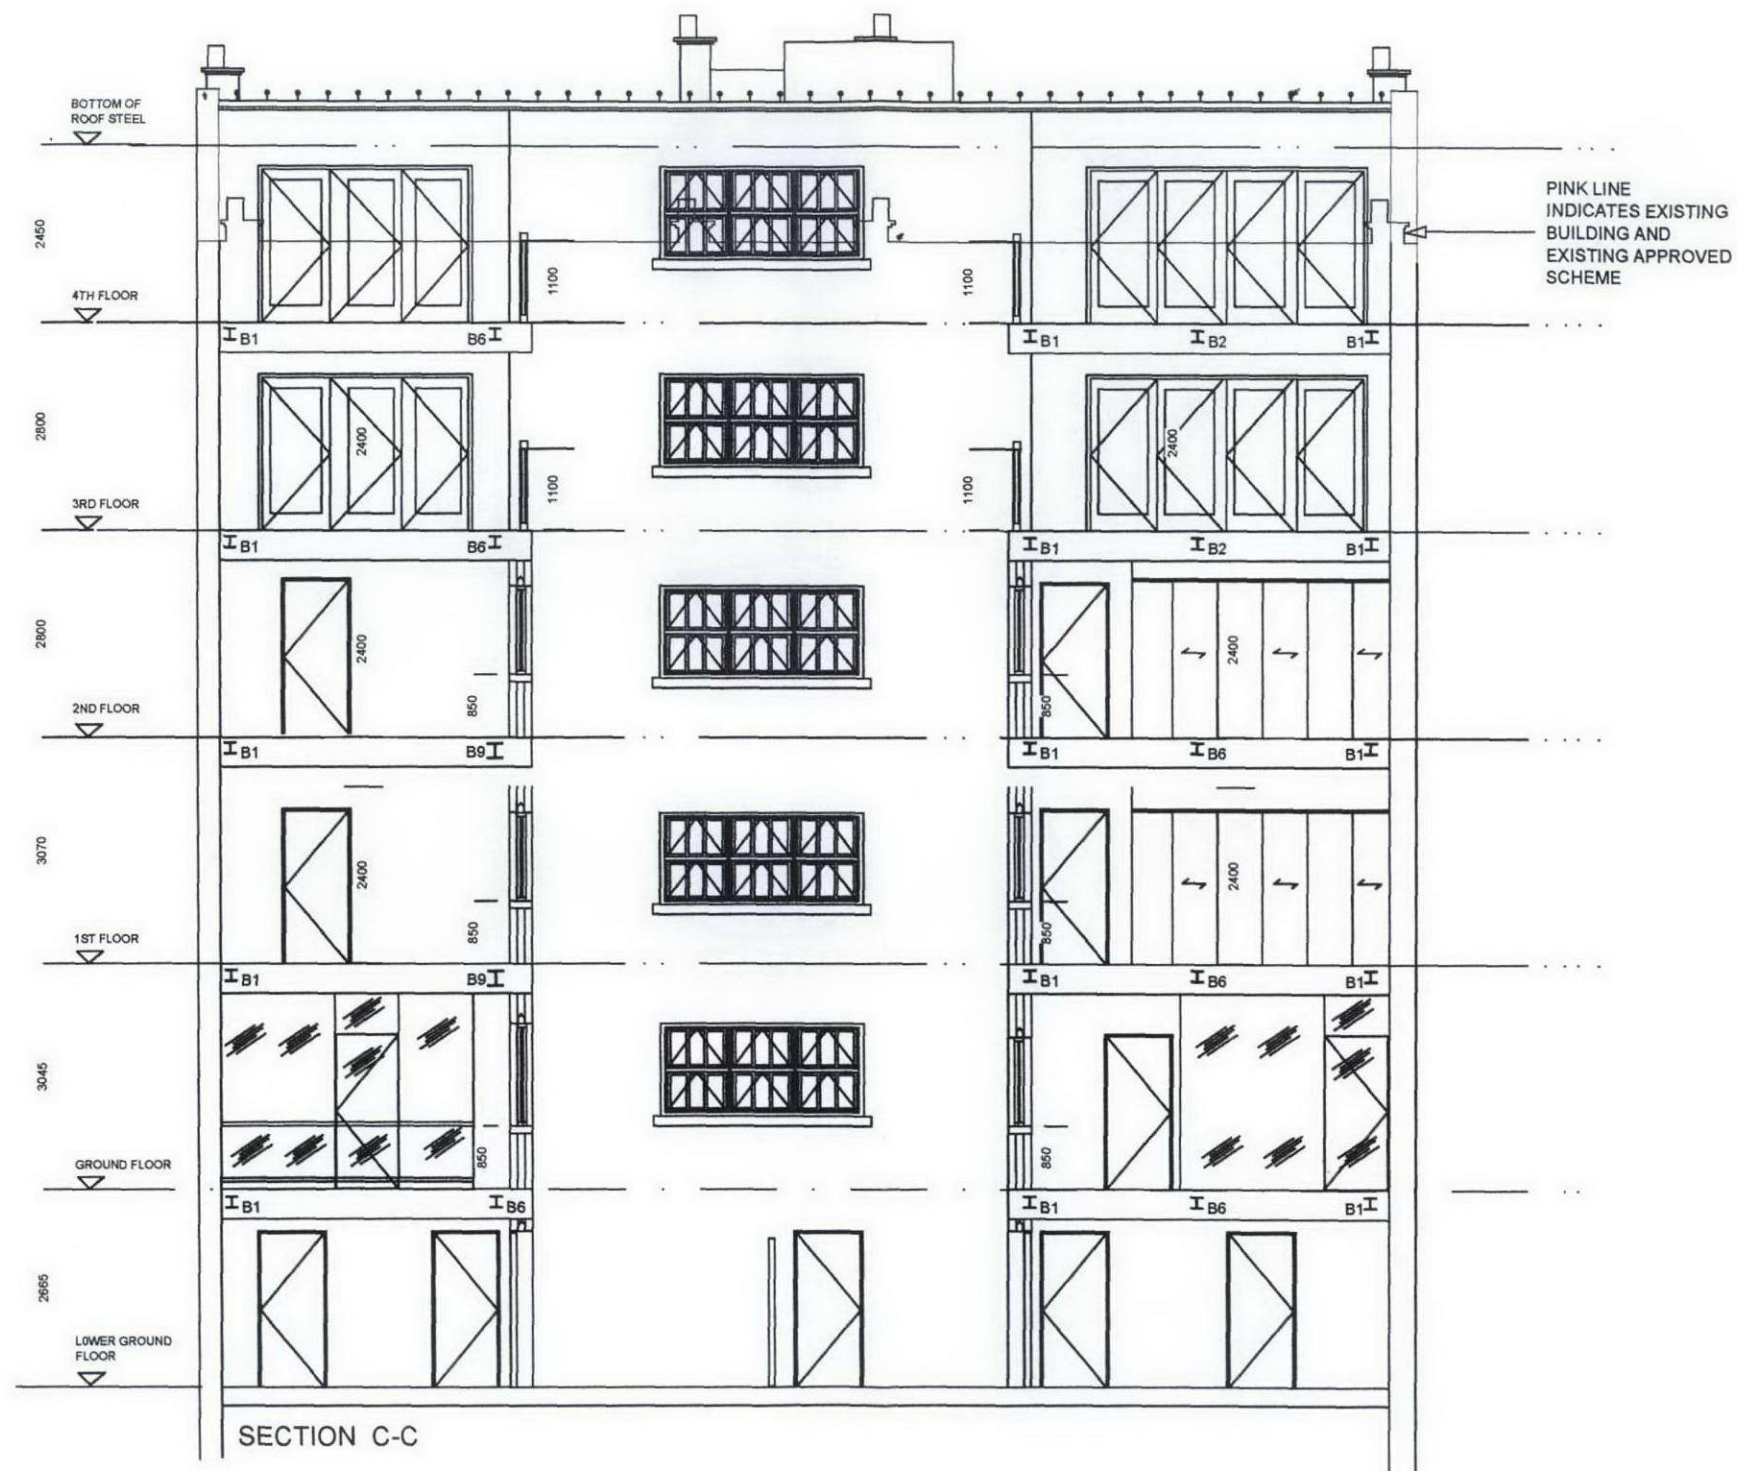 BOTTOM OF
ROOF STEEL
PINK LINE
INDICATES EXISTING
BUILDING AND
EXISTING APPROVED
SCHEME
2450
1100
1100
4TH FLOOR
B1
B6
B1
B2
B1
2800
2400
2400
1100
1100
3RD FLOOR
B1
B6
B1
B2
B1
2800
2400
2400
850
850
2ND FLOOR
B1
B9
B1
B6
B1
3070
2400
2400
850
850
1ST FLOOR
B1
B9
B1
B6
B1
3045
850
850
GROUND FLOOR
B1
B6
B1
B6
B1
2665
LOWER GROUND
FLOOR
SECTION C-C